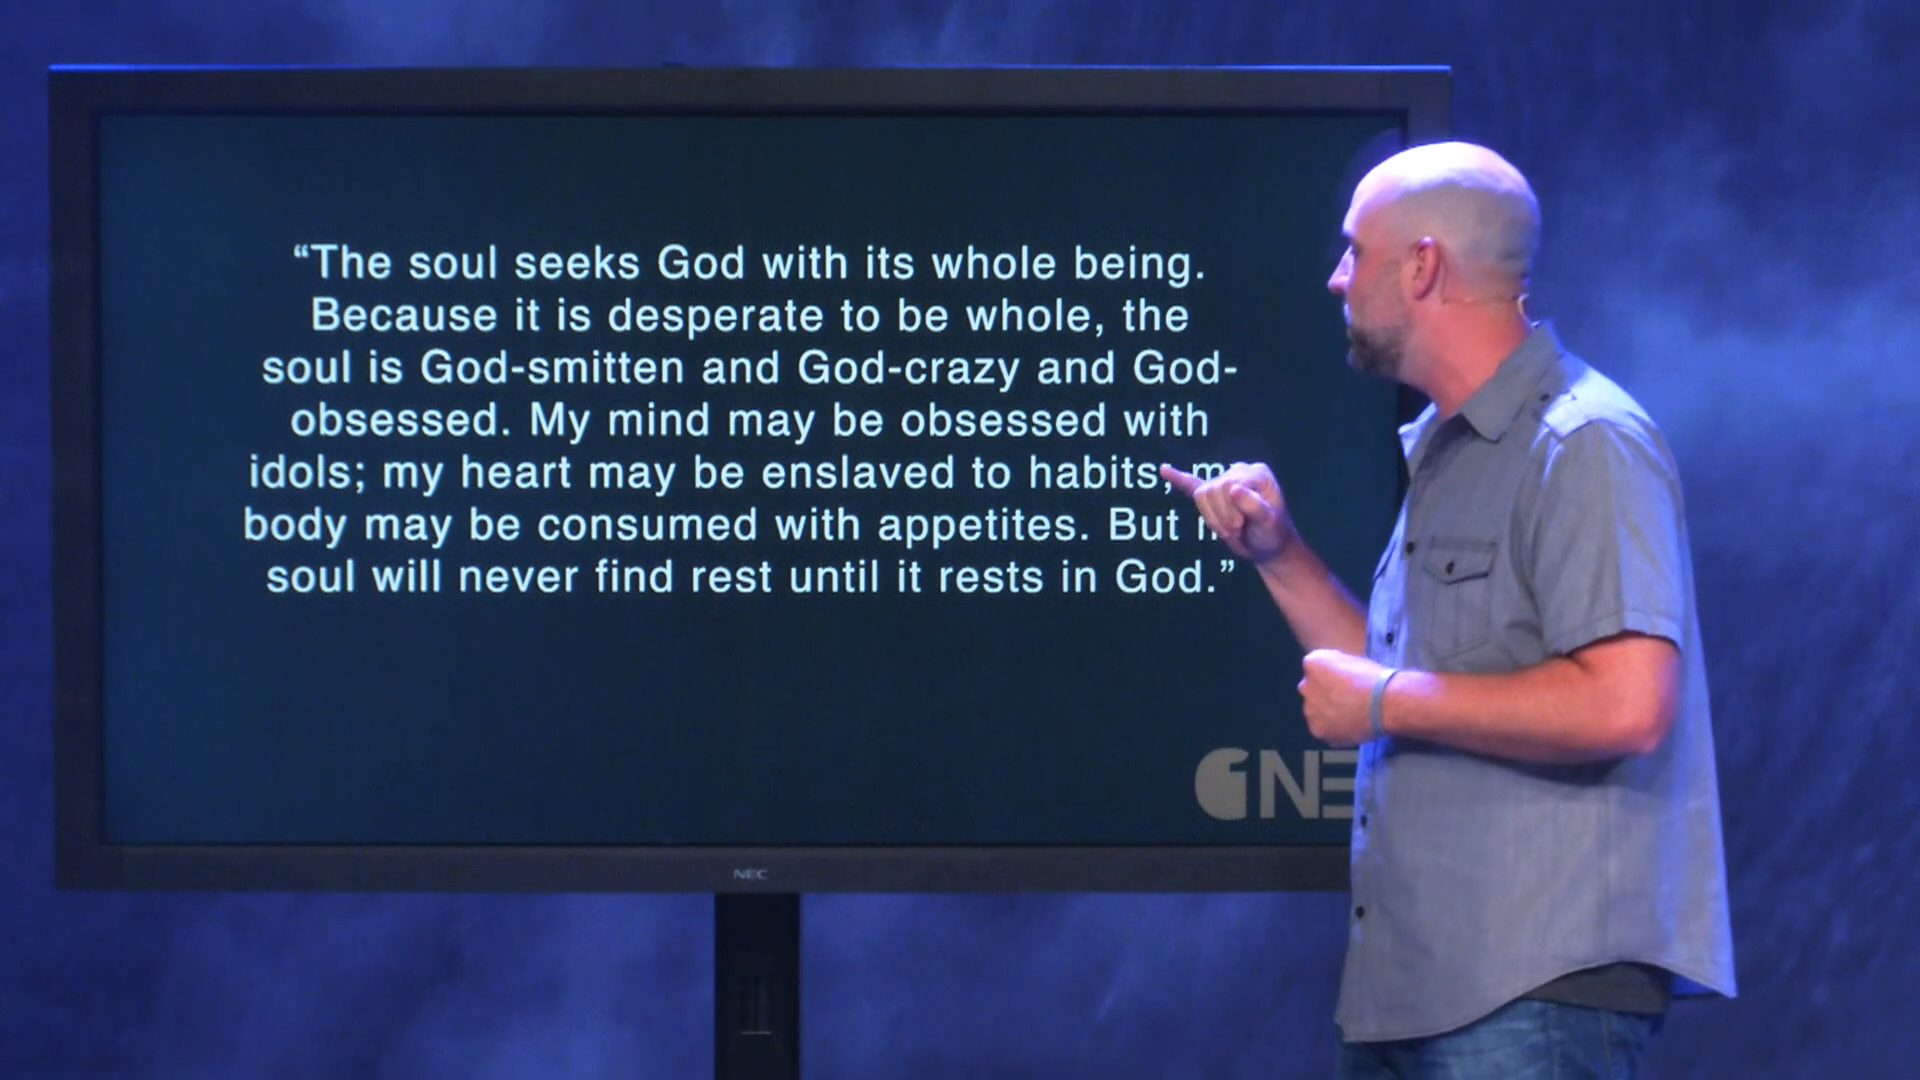 “The soul seeks God with its whole being.
Because it is desperate to be whole, the
soul is God-smitten and God-crazy and God-
obsessed. My mind may be obsessed with
idols; my heart may be enslaved to habits;
body may be consumed with appetites. But
soul will never find rest until it rests in God.”
NEC